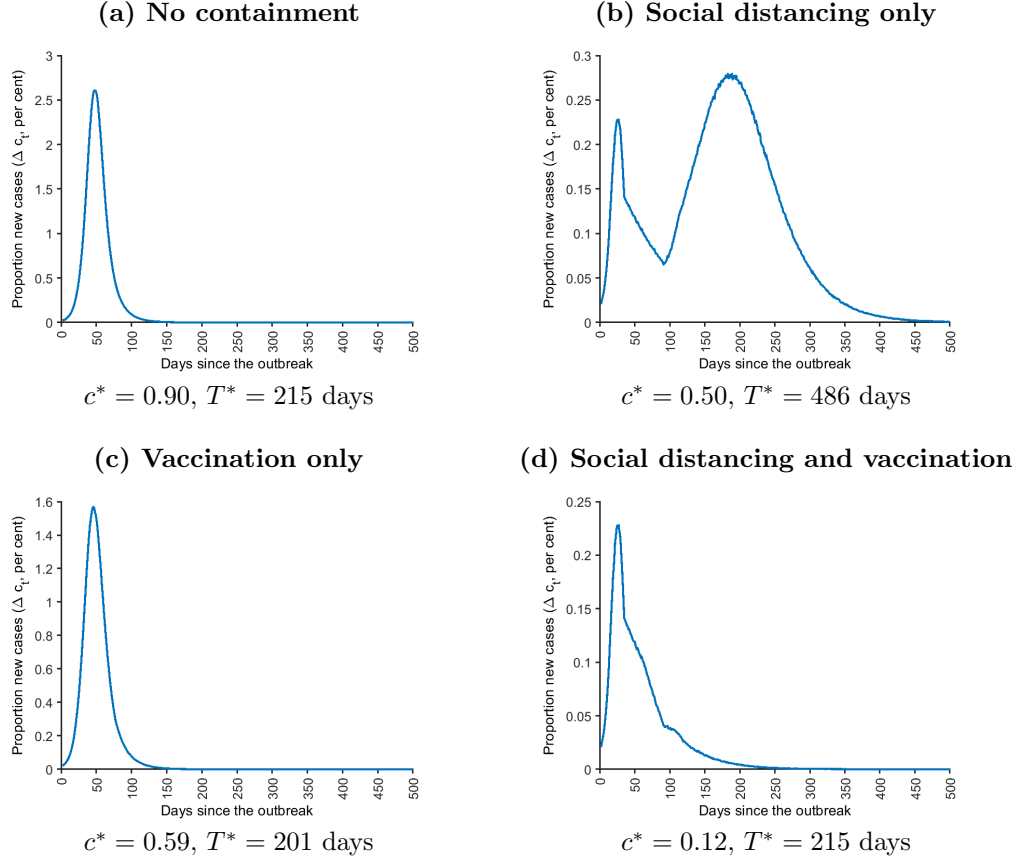 (a) No containment
Proportion new cases (Δ c_t, per cent)
3
2.5
2
1.5
1
0.5
0
0 50 100 150 200 250 300 350 400 450 500
Days since the outbreak
c* = 0.90, T* = 215 days
(b) Social distancing only
Proportion new cases (Δ c_t, per cent)
0.3
0.25
0.2
0.15
0.1
0.05
0
0 50 100 150 200 250 300 350 400 450 500
Days since the outbreak
c* = 0.50, T* = 486 days
(c) Vaccination only
Proportion new cases (Δ c_t, per cent)
1.6
1.4
1.2
1
0.8
0.6
0.4
0.2
0
0 50 100 150 200 250 300 350 400 450 500
Days since the outbreak
c* = 0.59, T* = 201 days
(d) Social distancing and vaccination
Proportion new cases (Δ c_t, per cent)
0.25
0.2
0.15
0.1
0.05
0
0 50 100 150 200 250 300 350 400 450 500
Days since the outbreak
c* = 0.12, T* = 215 days